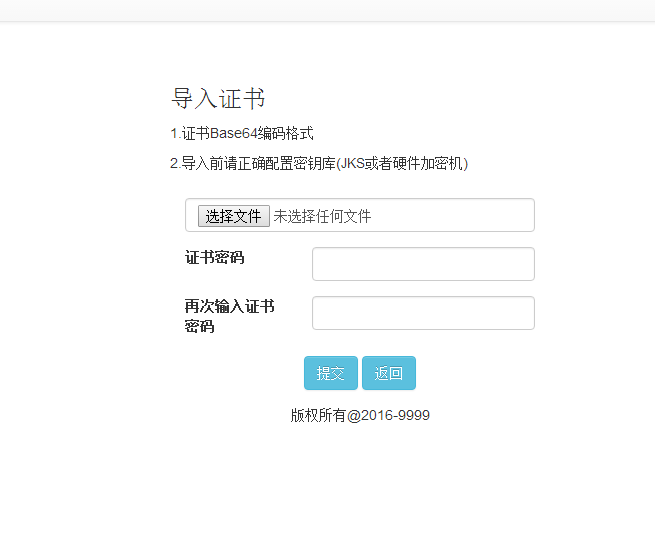 导入证书
1.证书Base64编码格式
2.导入前请正确配置密钥库(JKS或者硬件加密机)
选择文件 未选择任何文件
证书密码
再次输入证书
密码
提交 返回
版权所有@2016-9999